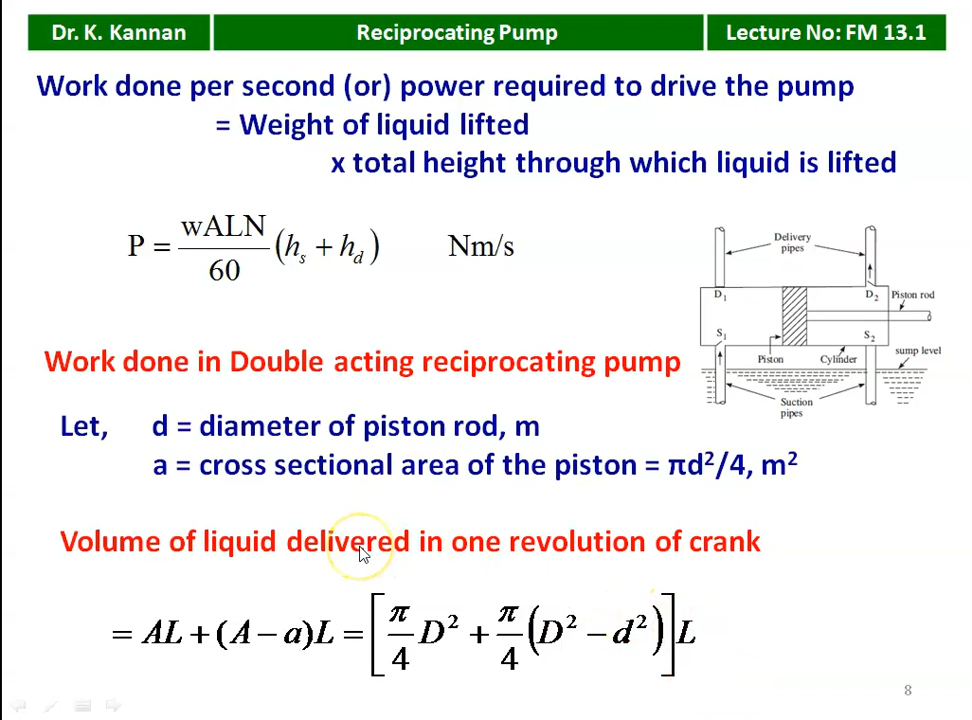 Dr. K. Kannan
Reciprocating Pump
Lecture No: FM 13.1
Work done per second (or) power required to drive the pump
= Weight of liquid lifted
x total height through which liquid is lifted
P = wALN/60 (hₛ + h_d) Nm/s
Delivery pipes
D₁
D₂
Piston rod
S₁
S₂
sump level
Piston
Cylinder
Suction pipes
Work done in Double acting reciprocating pump
Let, d = diameter of piston rod, m
a = cross sectional area of the piston = πd²/4, m²
Volume of liquid delivered in one revolution of crank
= AL + (A − a)L = [π/4 D² + π/4 (D² − d²)] L
8